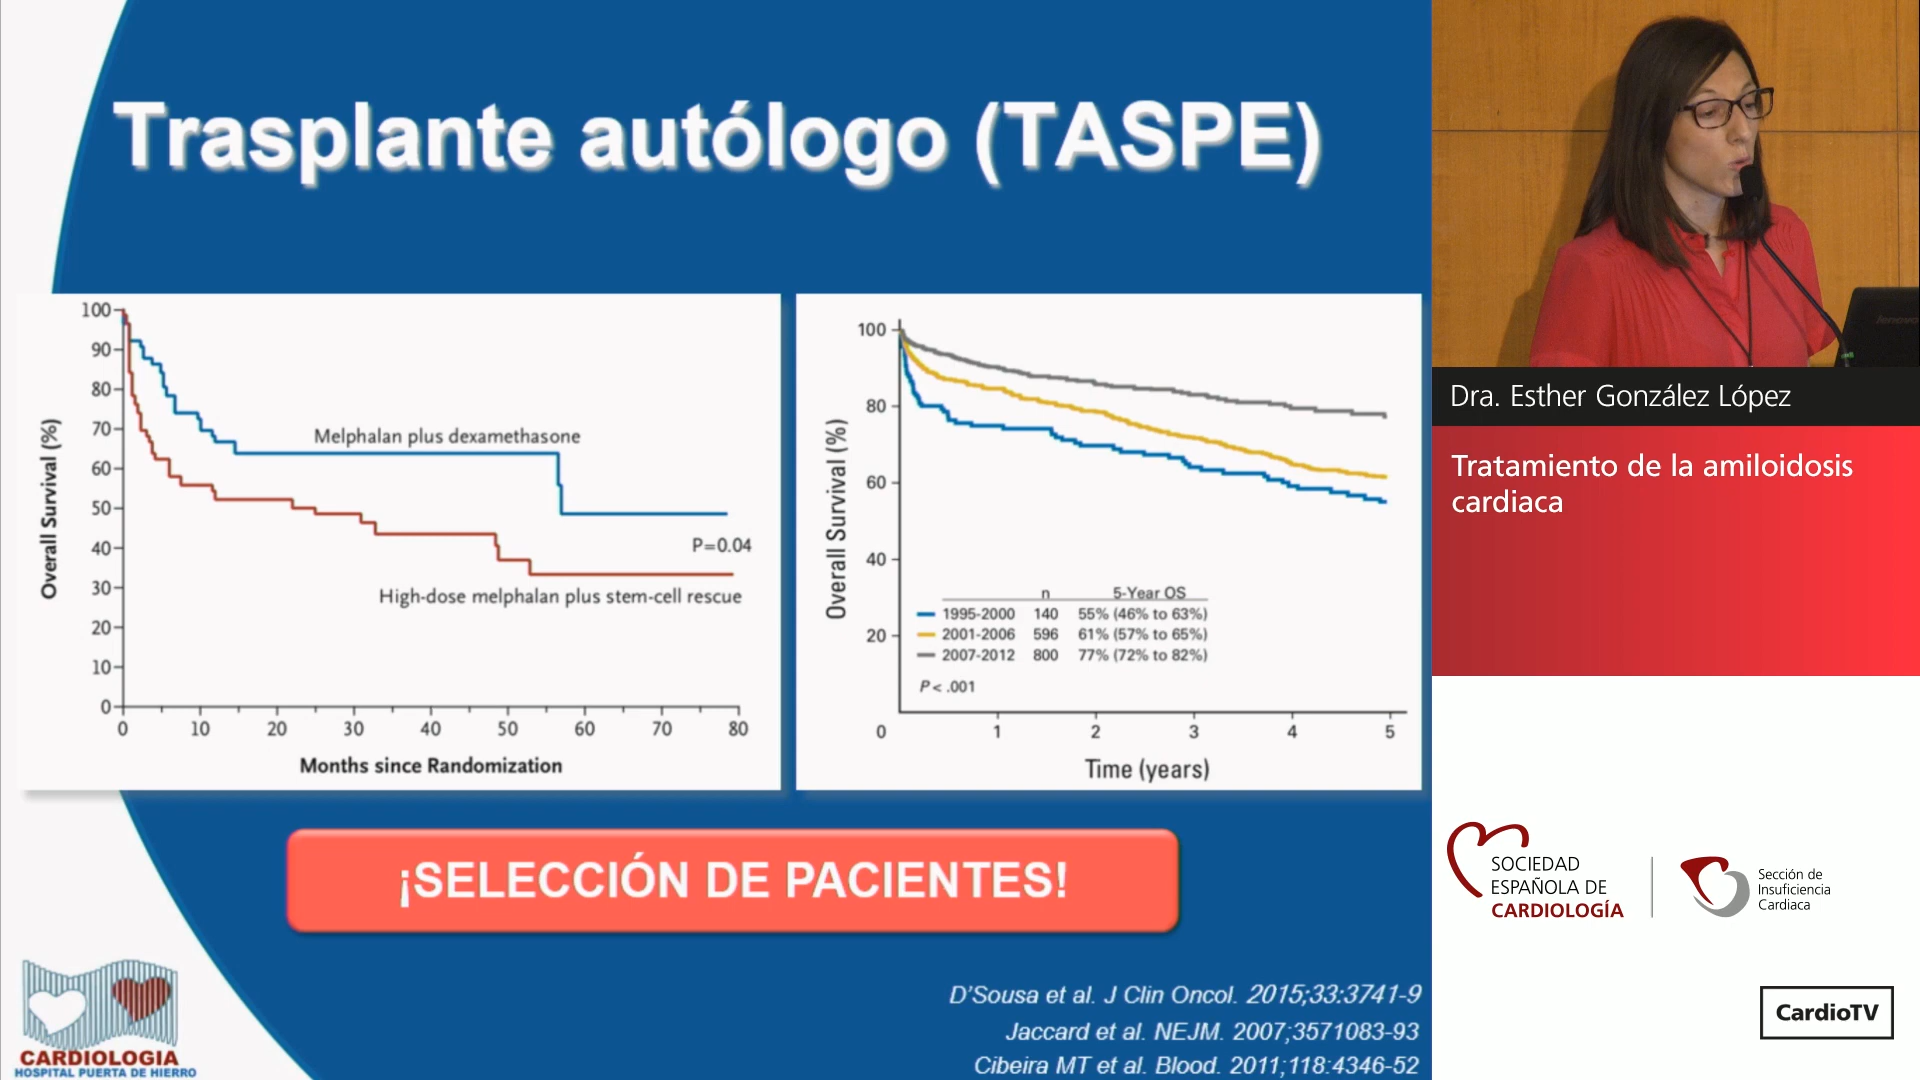 Trasplante autólogo (TASPE)
100
90
80
70
60
50
40
30
20
10
0
Overall Survival (%)
Melphalan plus dexamethasone
P=0.04
High-dose melphalan plus stem-cell rescue
0 10 20 30 40 50 60 70 80
Months since Randomization
100
80
60
40
20
Overall Survival (%)
n 5-Year OS
1995-2000 140 55% (46% to 63%)
2001-2006 596 61% (57% to 65%)
2007-2012 800 77% (72% to 82%)
P < .001
0 1 2 3 4 5
Time (years)
¡SELECCIÓN DE PACIENTES!
D'Sousa et al. J Clin Oncol. 2015;33:3741-9
Jaccard et al. NEJM. 2007;3571083-93
Cibeira MT et al. Blood. 2011;118:4346-52
CARDIOLOGIA
HOSPITAL PUERTA DE HIERRO
lenovo
Dra. Esther González López
Tratamiento de la amiloidosis
cardiaca
SOCIEDAD
ESPAÑOLA DE
CARDIOLOGÍA
Sección de
Insuficiencia
Cardiaca
CardioTV